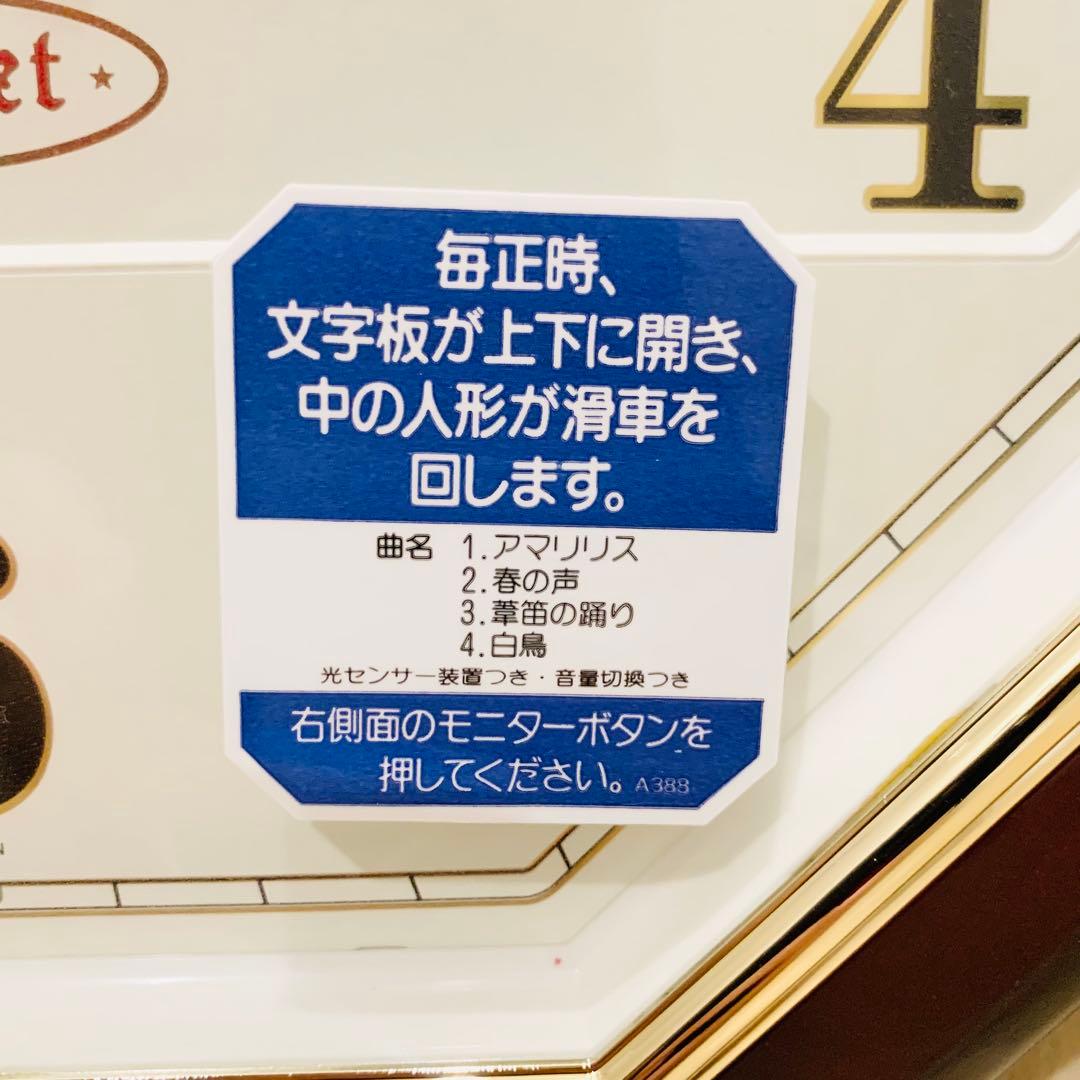 et ★
4
毎正時、
文字板が上下に開き、
中の人形が滑車を
回します。
曲名 1.アマリリス
2.春の声
3.葦笛の踊り
4.白鳥
光センサー装置つき・音量切換つき
右側面のモニターボタンを
押してください。A388
N